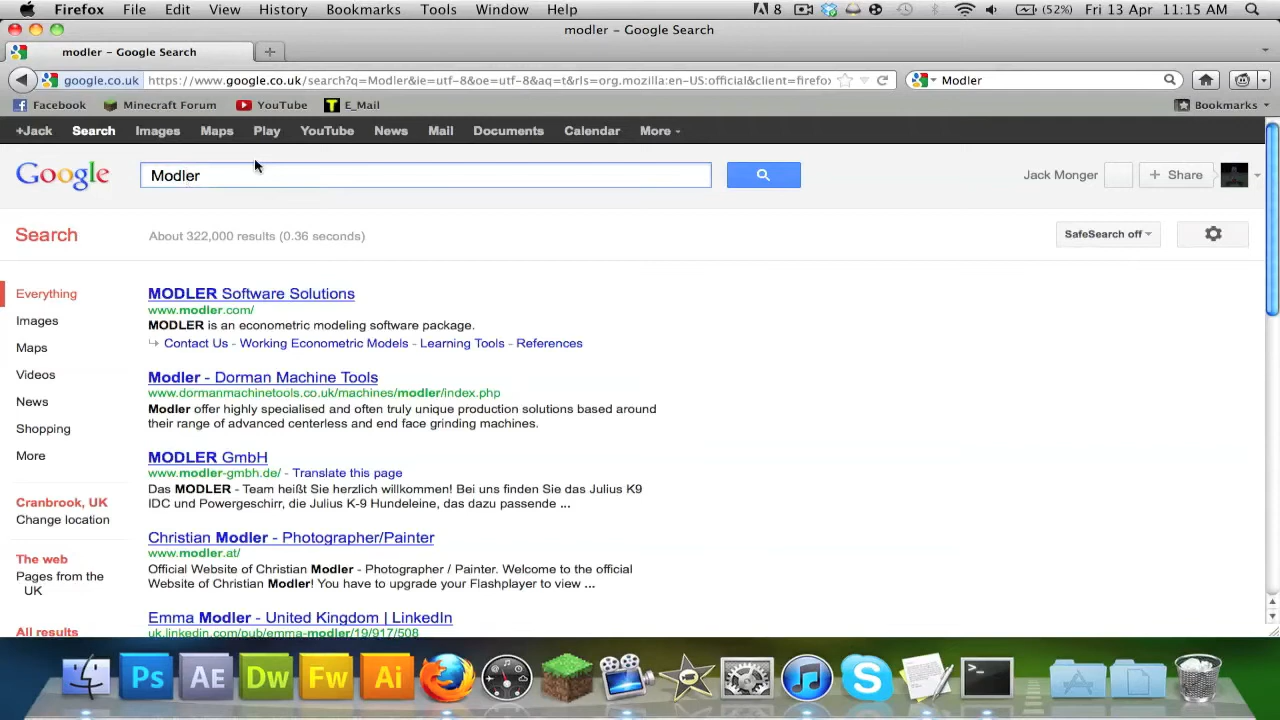 Firefox File Edit View History Bookmarks Tools Window Help 8 (52%) Fri 13 Apr 11:15 AM
modler – Google Search
modler – Google Search
google.co.uk https://www.google.co.uk/search?q=Modler&ie=utf-8&oe=utf-8&aq=t&rls=org.mozilla:en-US:official&client=firefox Modler
Facebook Minecraft Forum YouTube E_Mail Bookmarks
+Jack Search Images Maps Play YouTube News Mail Documents Calendar More
Google Modler Jack Monger + Share
Search About 322,000 results (0.36 seconds) SafeSearch off
Everything
Images
Maps
Videos
News
Shopping
More
Cranbrook, UK
Change location
The web
Pages from the
UK
All results
MODLER Software Solutions
www.modler.com/
MODLER is an econometric modeling software package.
Contact Us - Working Econometric Models - Learning Tools - References
Modler - Dorman Machine Tools
www.dormanmachinetools.co.uk/machines/modler/index.php
Modler offer highly specialised and often truly unique production solutions based around
their range of advanced centerless and end face grinding machines.
MODLER GmbH
www.modler-gmbh.de/ - Translate this page
Das MODLER - Team heißt Sie herzlich willkommen! Bei uns finden Sie das Julius K9
IDC und Powergeschirr, die Julius K-9 Hundeleine, das dazu passende ...
Christian Modler - Photographer/Painter
www.modler.at/
Official Website of Christian Modler - Photographer / Painter. Welcome to the official
Website of Christian Modler! You have to upgrade your Flashplayer to view ...
Emma Modler - United Kingdom | LinkedIn
uk.linkedin.com/pub/emma-modler/19/917/508
Ps AE Dw Fw Ai